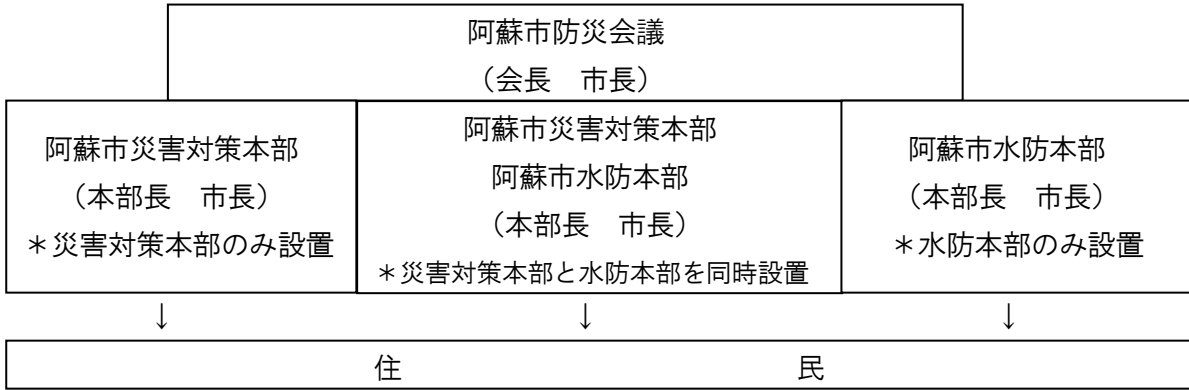 阿蘇市防災会議
（会長　市長）
阿蘇市災害対策本部
（本部長　市長）
＊災害対策本部のみ設置
阿蘇市災害対策本部
阿蘇市水防本部
（本部長　市長）
＊災害対策本部と水防本部を同時設置
阿蘇市水防本部
（本部長　市長）
＊水防本部のみ設置
↓　↓　↓
住　民